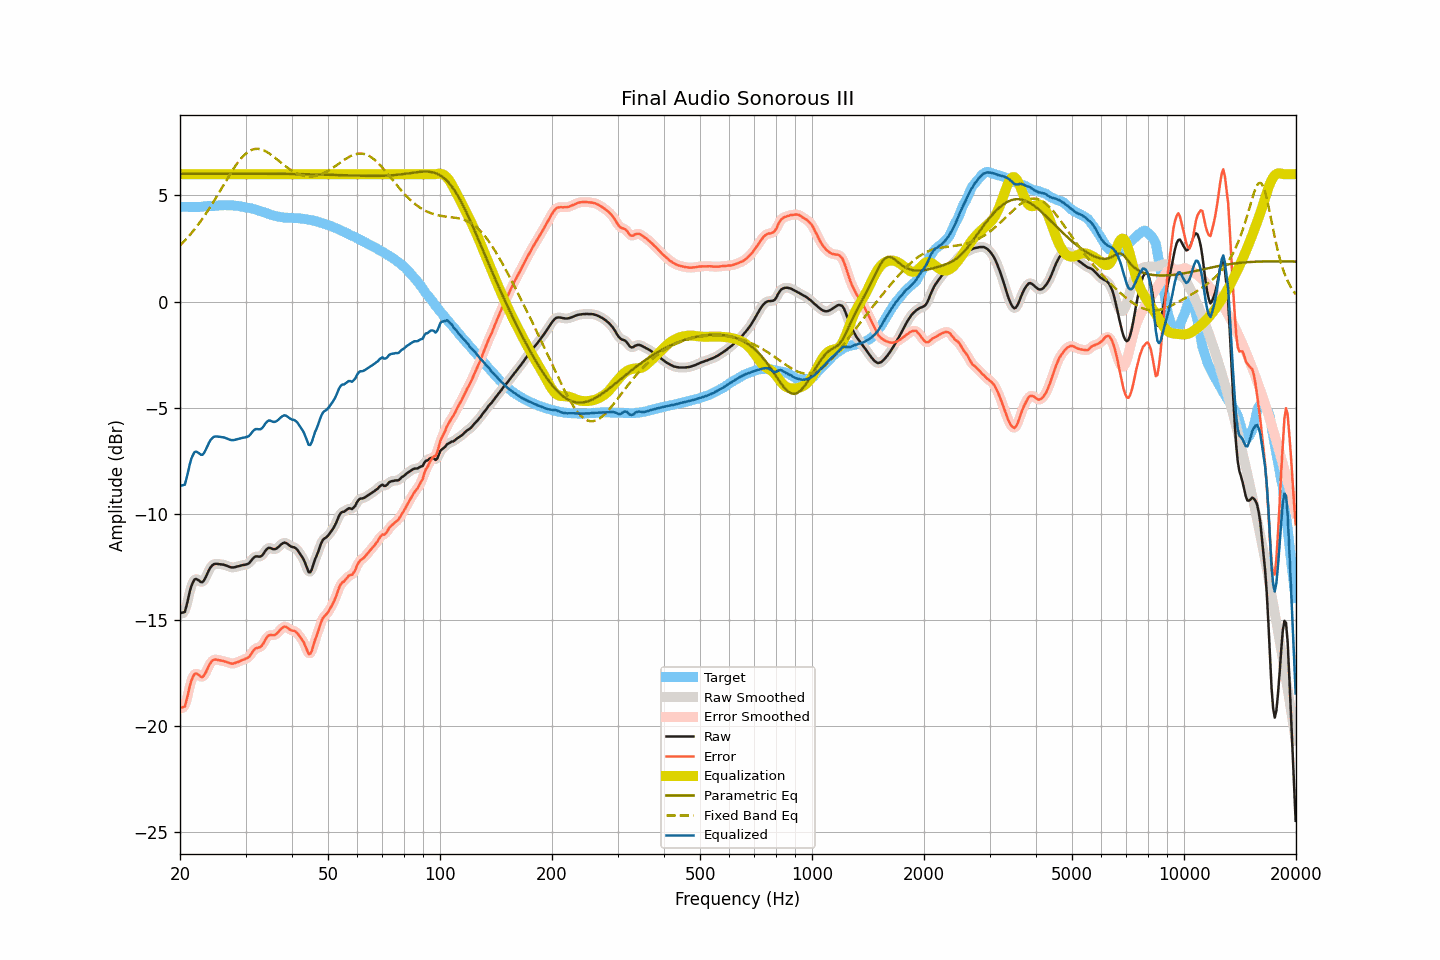 Final Audio Sonorous III
Amplitude (dBr)
5
0
−5
−10
−15
−20
−25
Target
Raw Smoothed
Error Smoothed
Raw
Error
Equalization
Parametric Eq
Fixed Band Eq
Equalized
20 50 100 200 500 1000 2000 5000 10000 20000
Frequency (Hz)